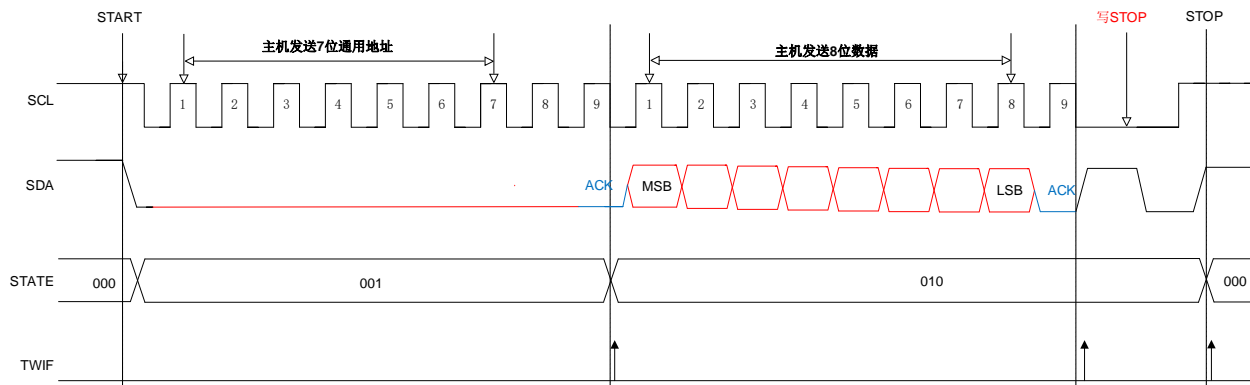 START
写STOP
STOP
主机发送7位通用地址
主机发送8位数据
SCL
1 2 3 4 5 6 7 8 9 1 2 3 4 5 6 7 8 9
SDA
ACK
MSB
LSB
ACK
STATE
000
001
010
000
TWIF